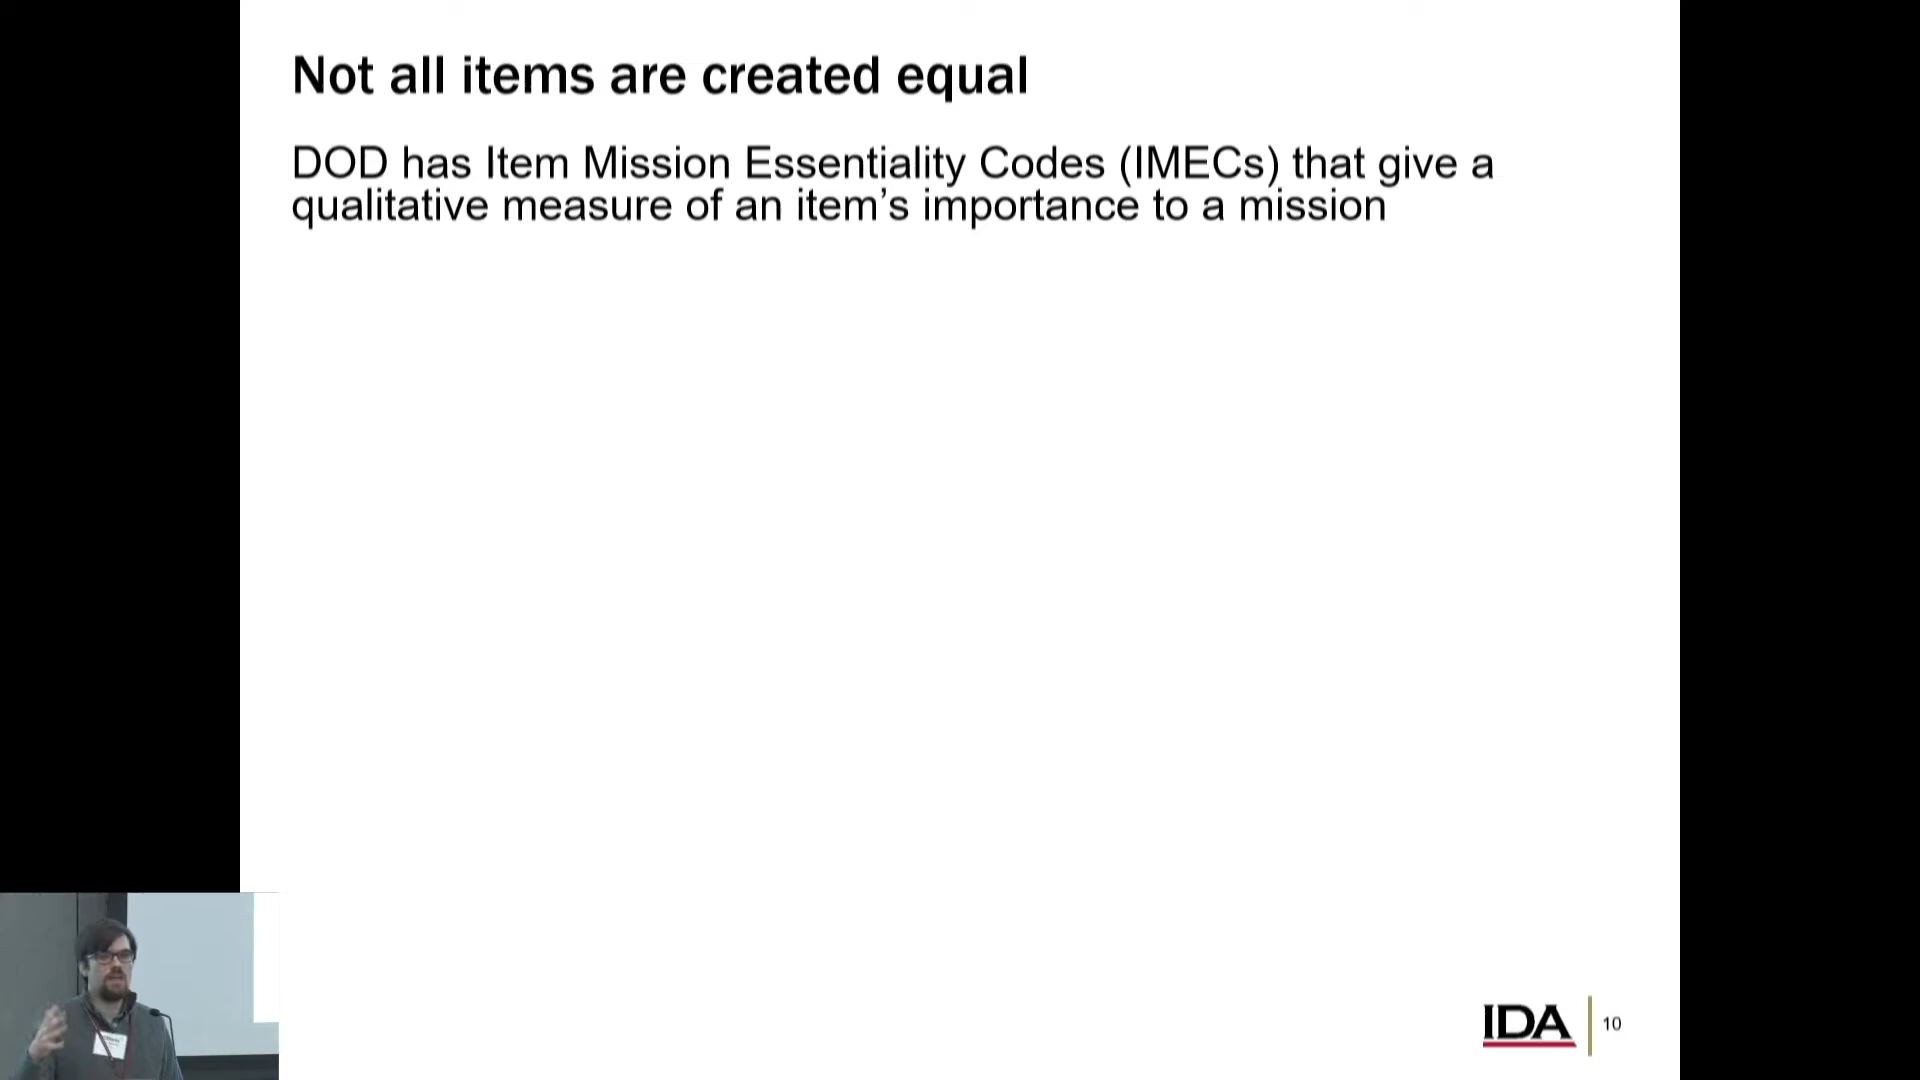 Not all items are created equal
DOD has Item Mission Essentiality Codes (IMECs) that give a
qualitative measure of an item’s importance to a mission
IDA
10